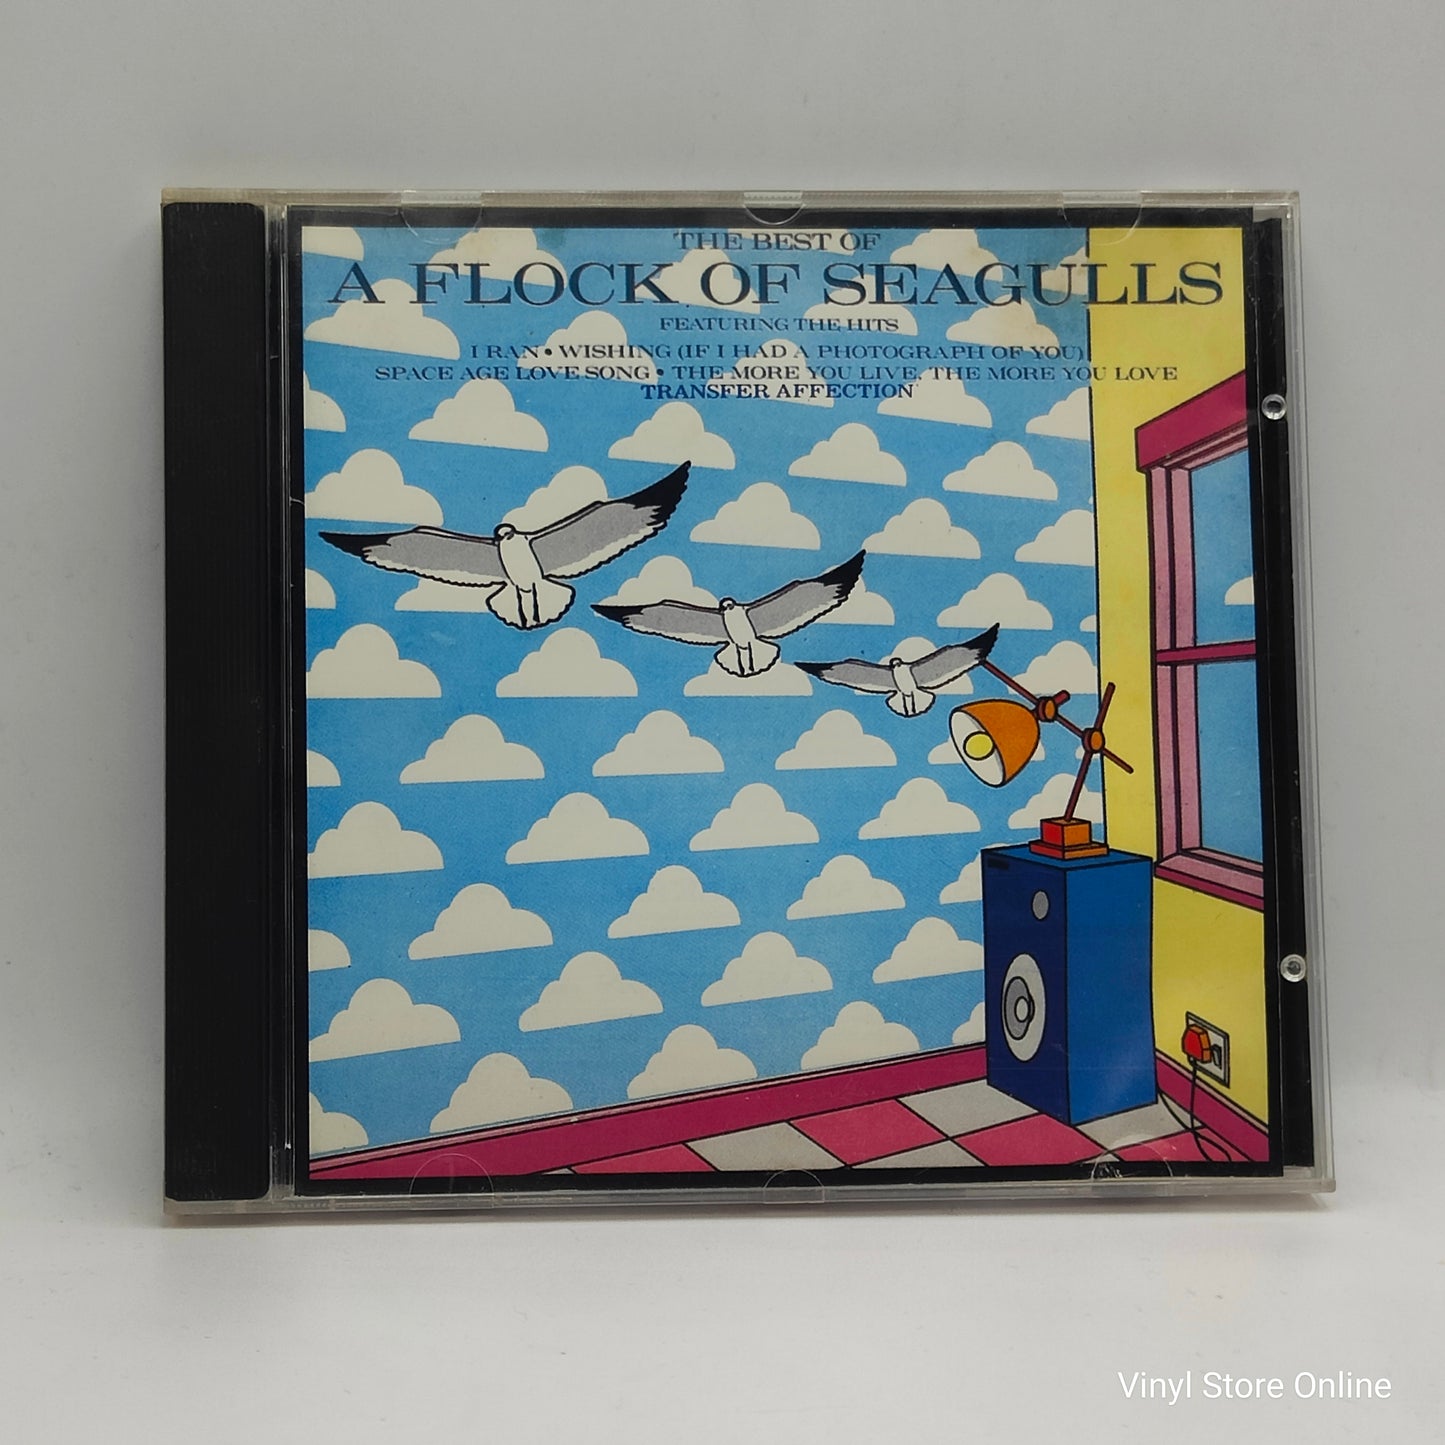 THE BEST OF
A FLOCK OF SEAGULLS
FEATURING THE HITS
I RAN • WISHING (IF I HAD A PHOTOGRAPH OF YOU)
SPACE AGE LOVE SONG • THE MORE YOU LIVE, THE MORE YOU LOVE
TRANSFER AFFECTION
Vinyl Store Online